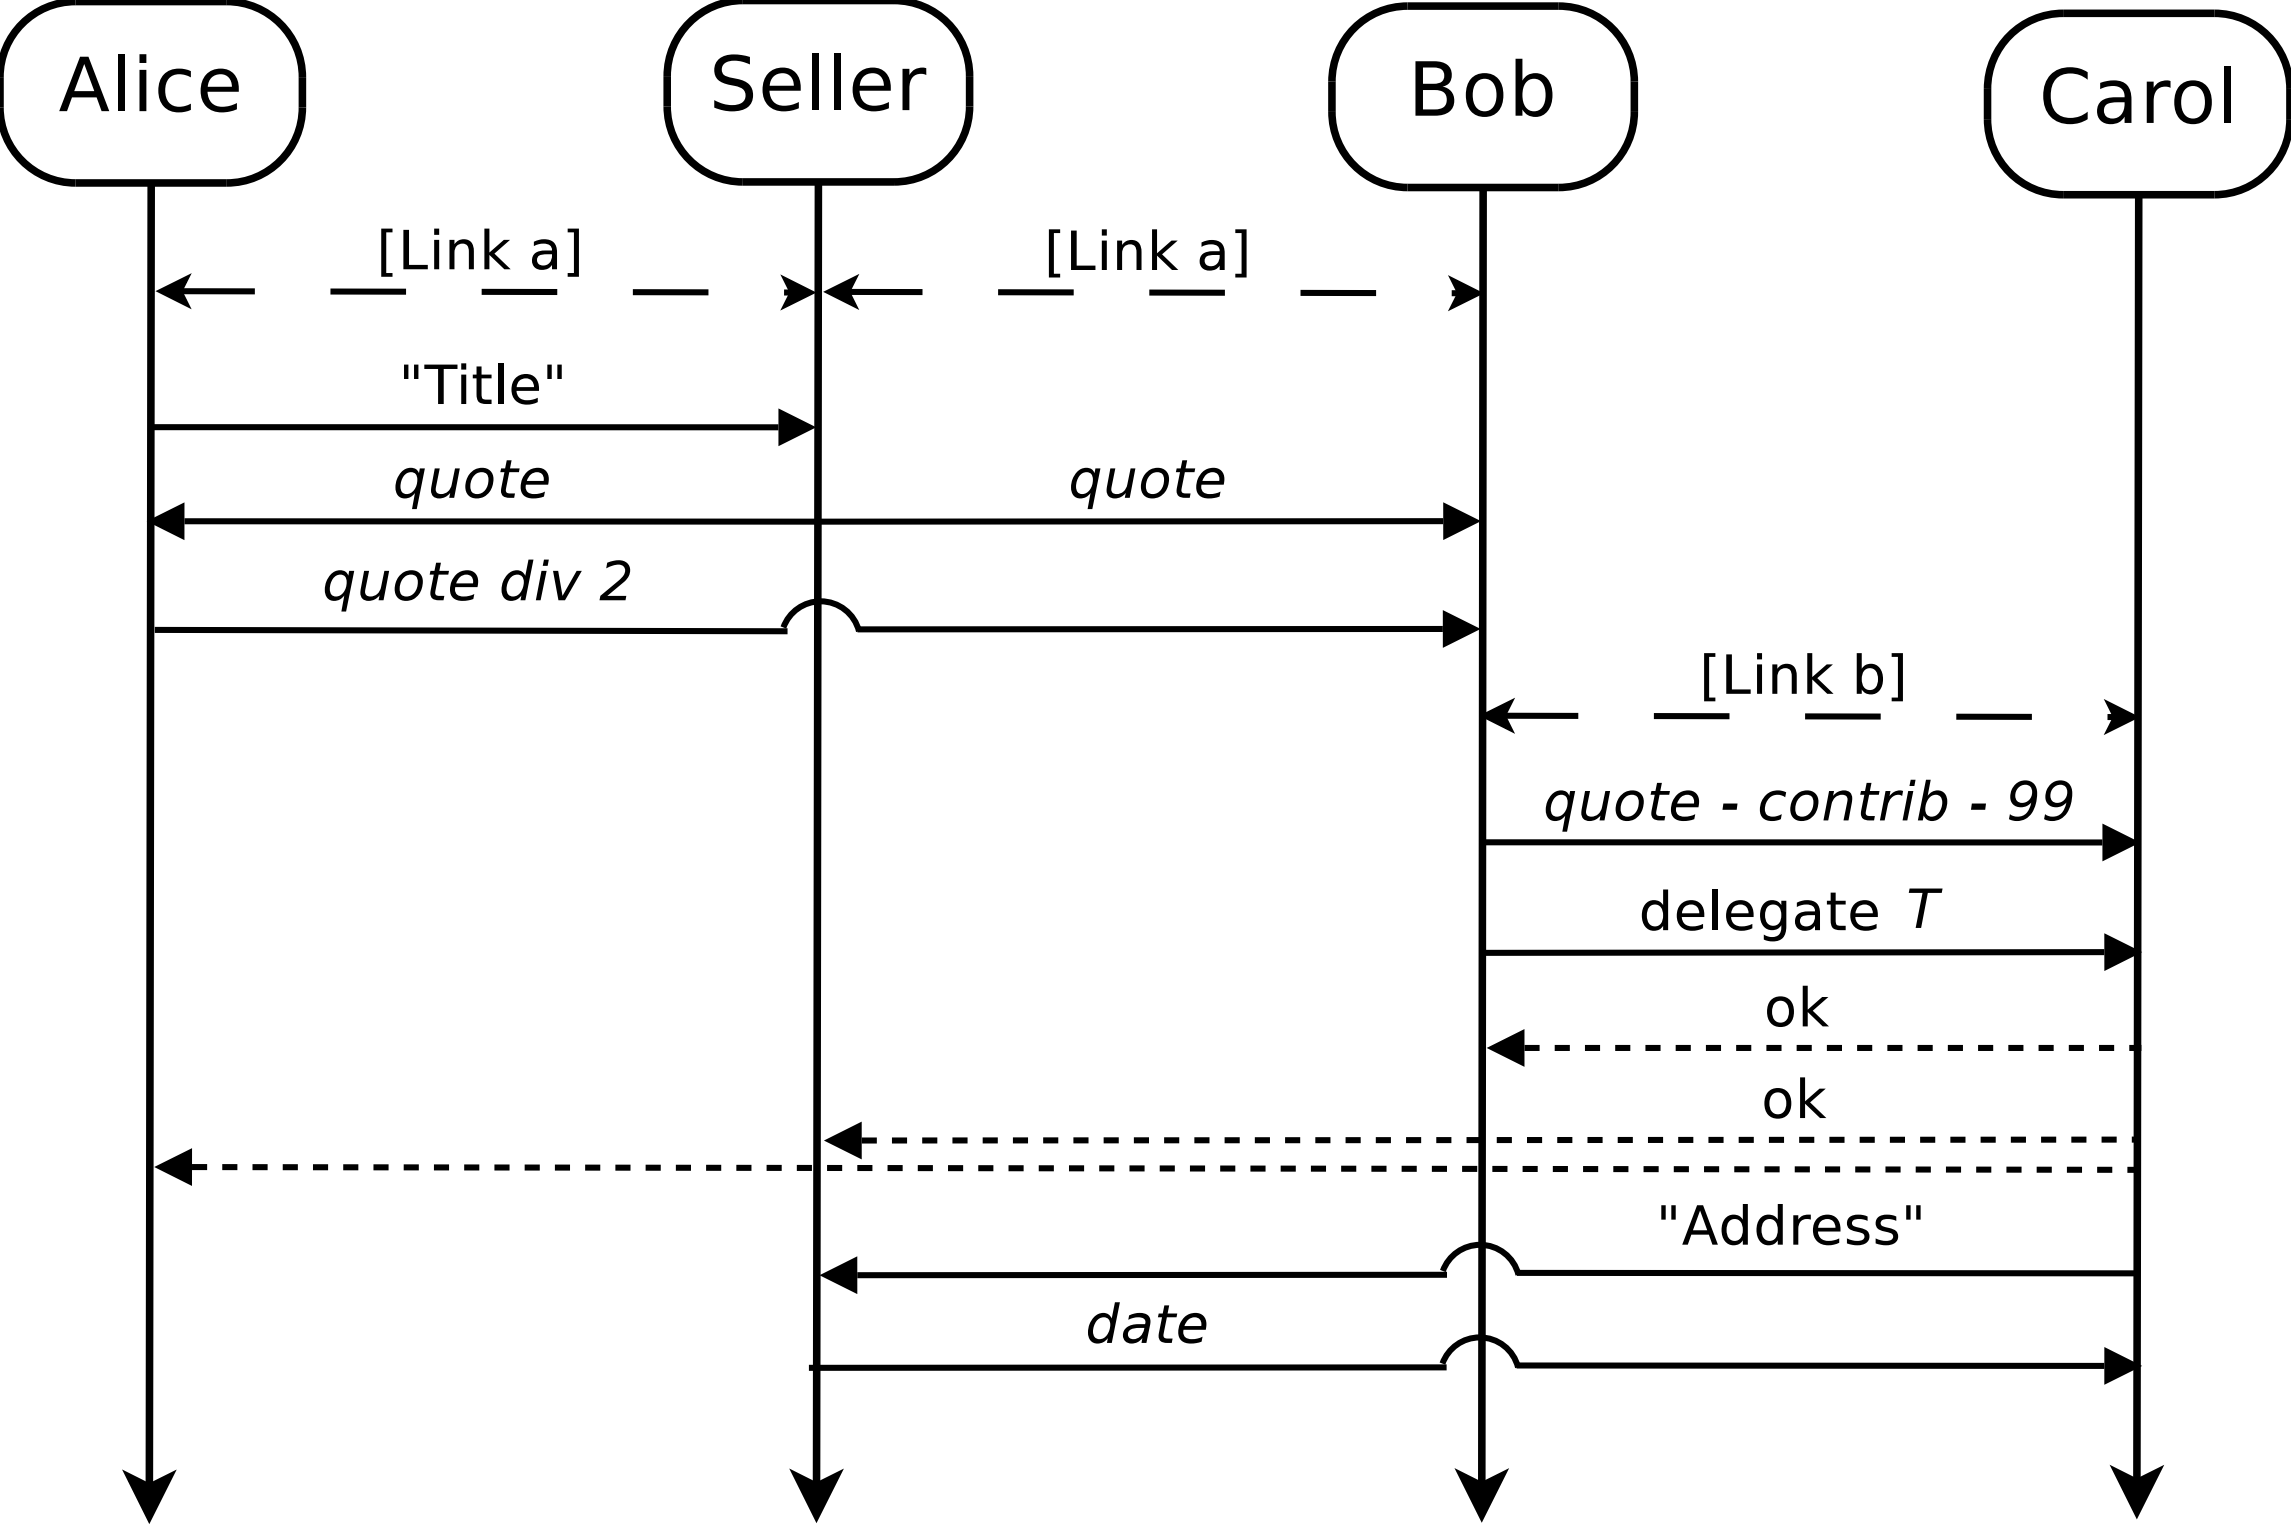 Alice
Seller
Bob
Carol
[Link a]
[Link a]
"Title"
quote
quote
quote div 2
[Link b]
quote - contrib - 99
delegate T
ok
ok
"Address"
date